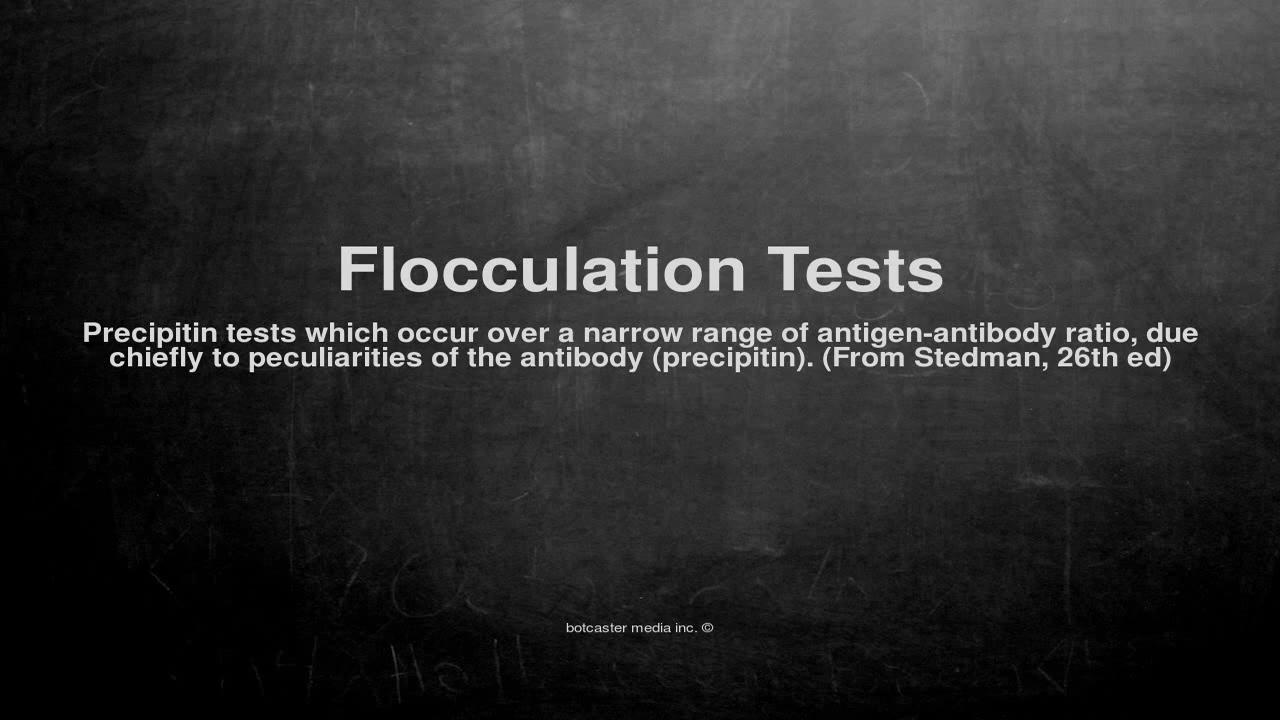 Flocculation Tests
Precipitin tests which occur over a narrow range of antigen-antibody ratio, due
chiefly to peculiarities of the antibody (precipitin). (From Stedman, 26th ed)
botcaster media inc. ©